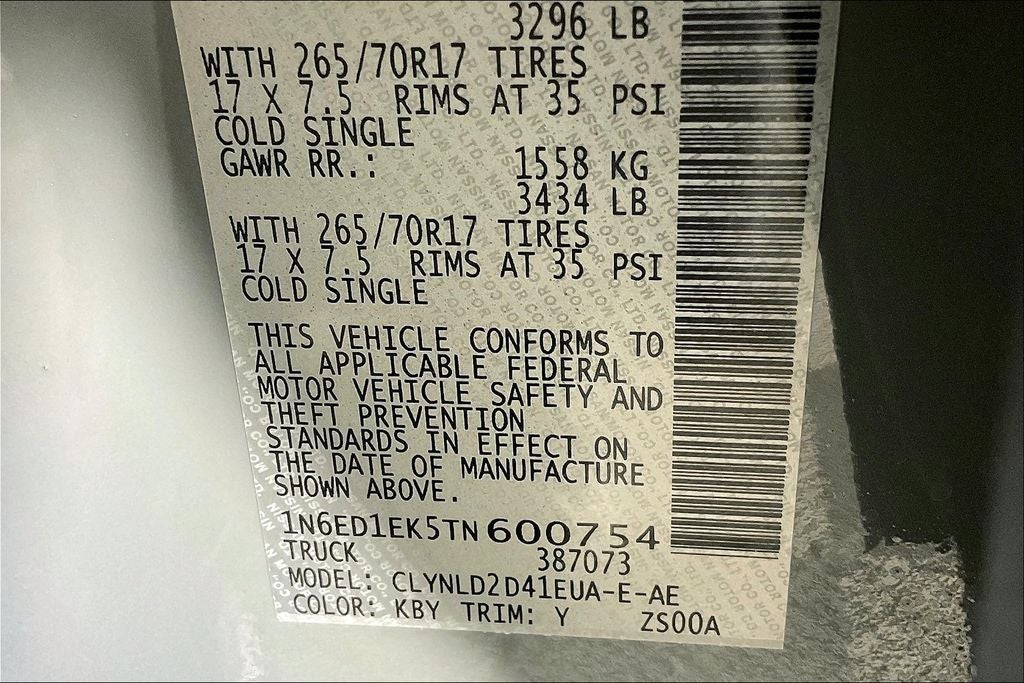 3296 LB
WITH 265/70R17 TIRES
17 X 7.5 RIMS AT 35 PSI
COLD SINGLE
GAWR RR.: 1558 KG
3434 LB
WITH 265/70R17 TIRES
17 X 7.5 RIMS AT 35 PSI
COLD SINGLE
THIS VEHICLE CONFORMS TO
ALL APPLICABLE FEDERAL
MOTOR VEHICLE SAFETY AND
THEFT PREVENTION
STANDARDS IN EFFECT ON
THE DATE OF MANUFACTURE
SHOWN ABOVE.
1N6ED1EK5TN600754
TRUCK 387073
MODEL: CLYNLD2D41EUA-E-AE
COLOR: KBY TRIM: Y ZS00A